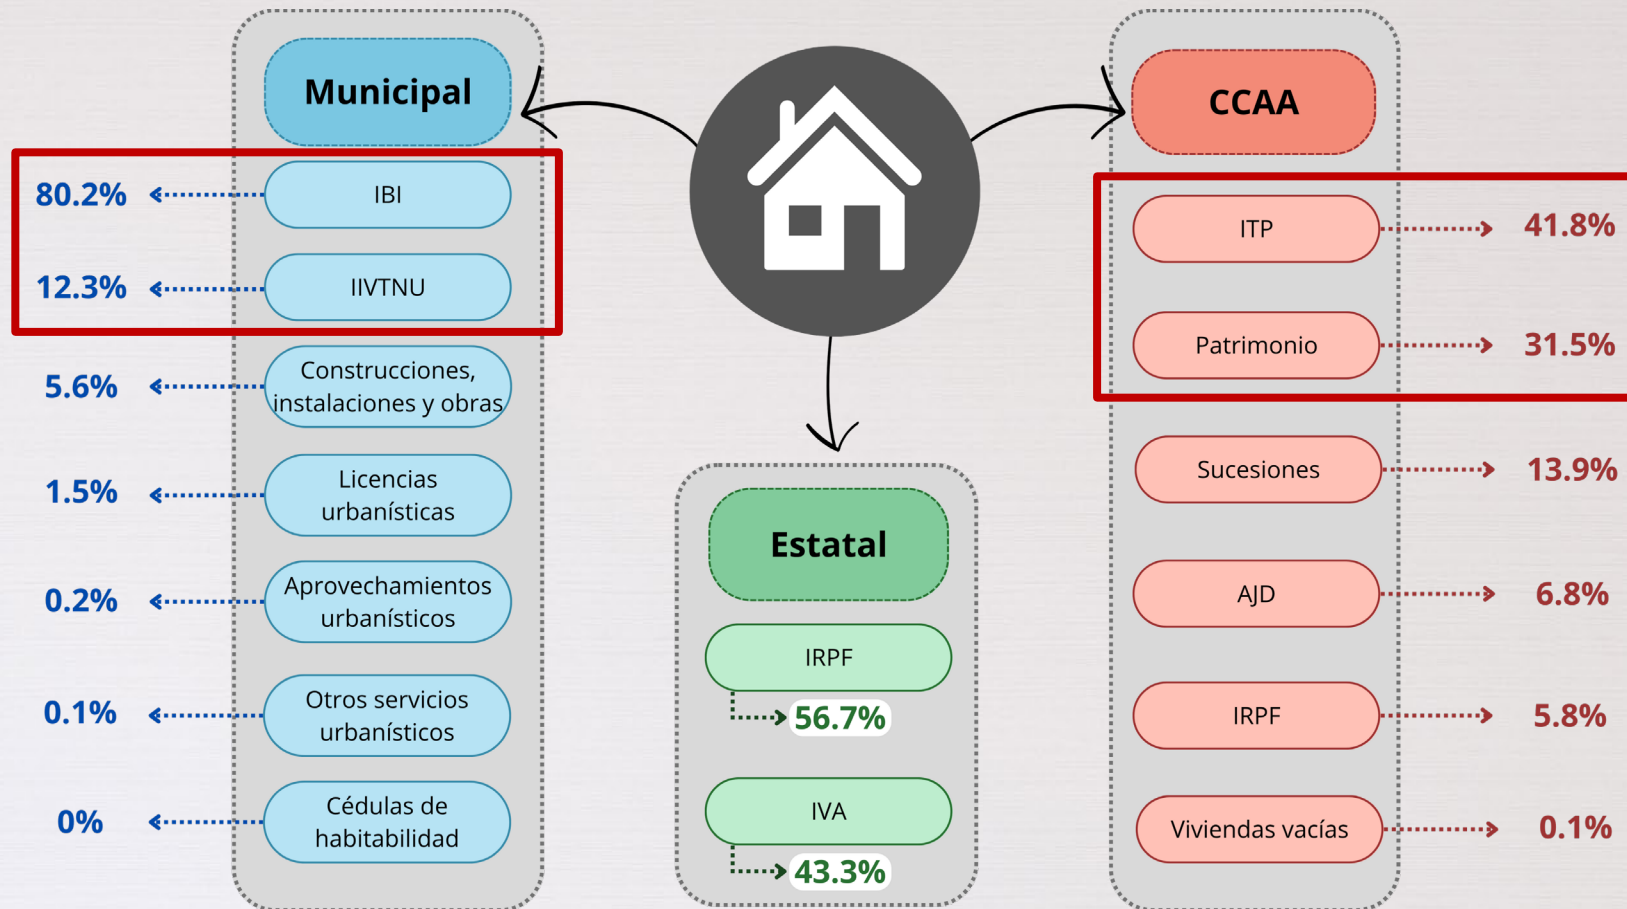 Municipal
80.2%
IBI
12.3%
IIVTNU
5.6%
Construcciones,
instalaciones y obras
1.5%
Licencias
urbanísticas
0.2%
Aprovechamientos
urbanísticos
0.1%
Otros servicios
urbanísticos
0%
Cédulas de
habitabilidad
Estatal
IRPF
56.7%
IVA
43.3%
CCAA
ITP
41.8%
Patrimonio
31.5%
Sucesiones
13.9%
AJD
6.8%
IRPF
5.8%
Viviendas vacías
0.1%